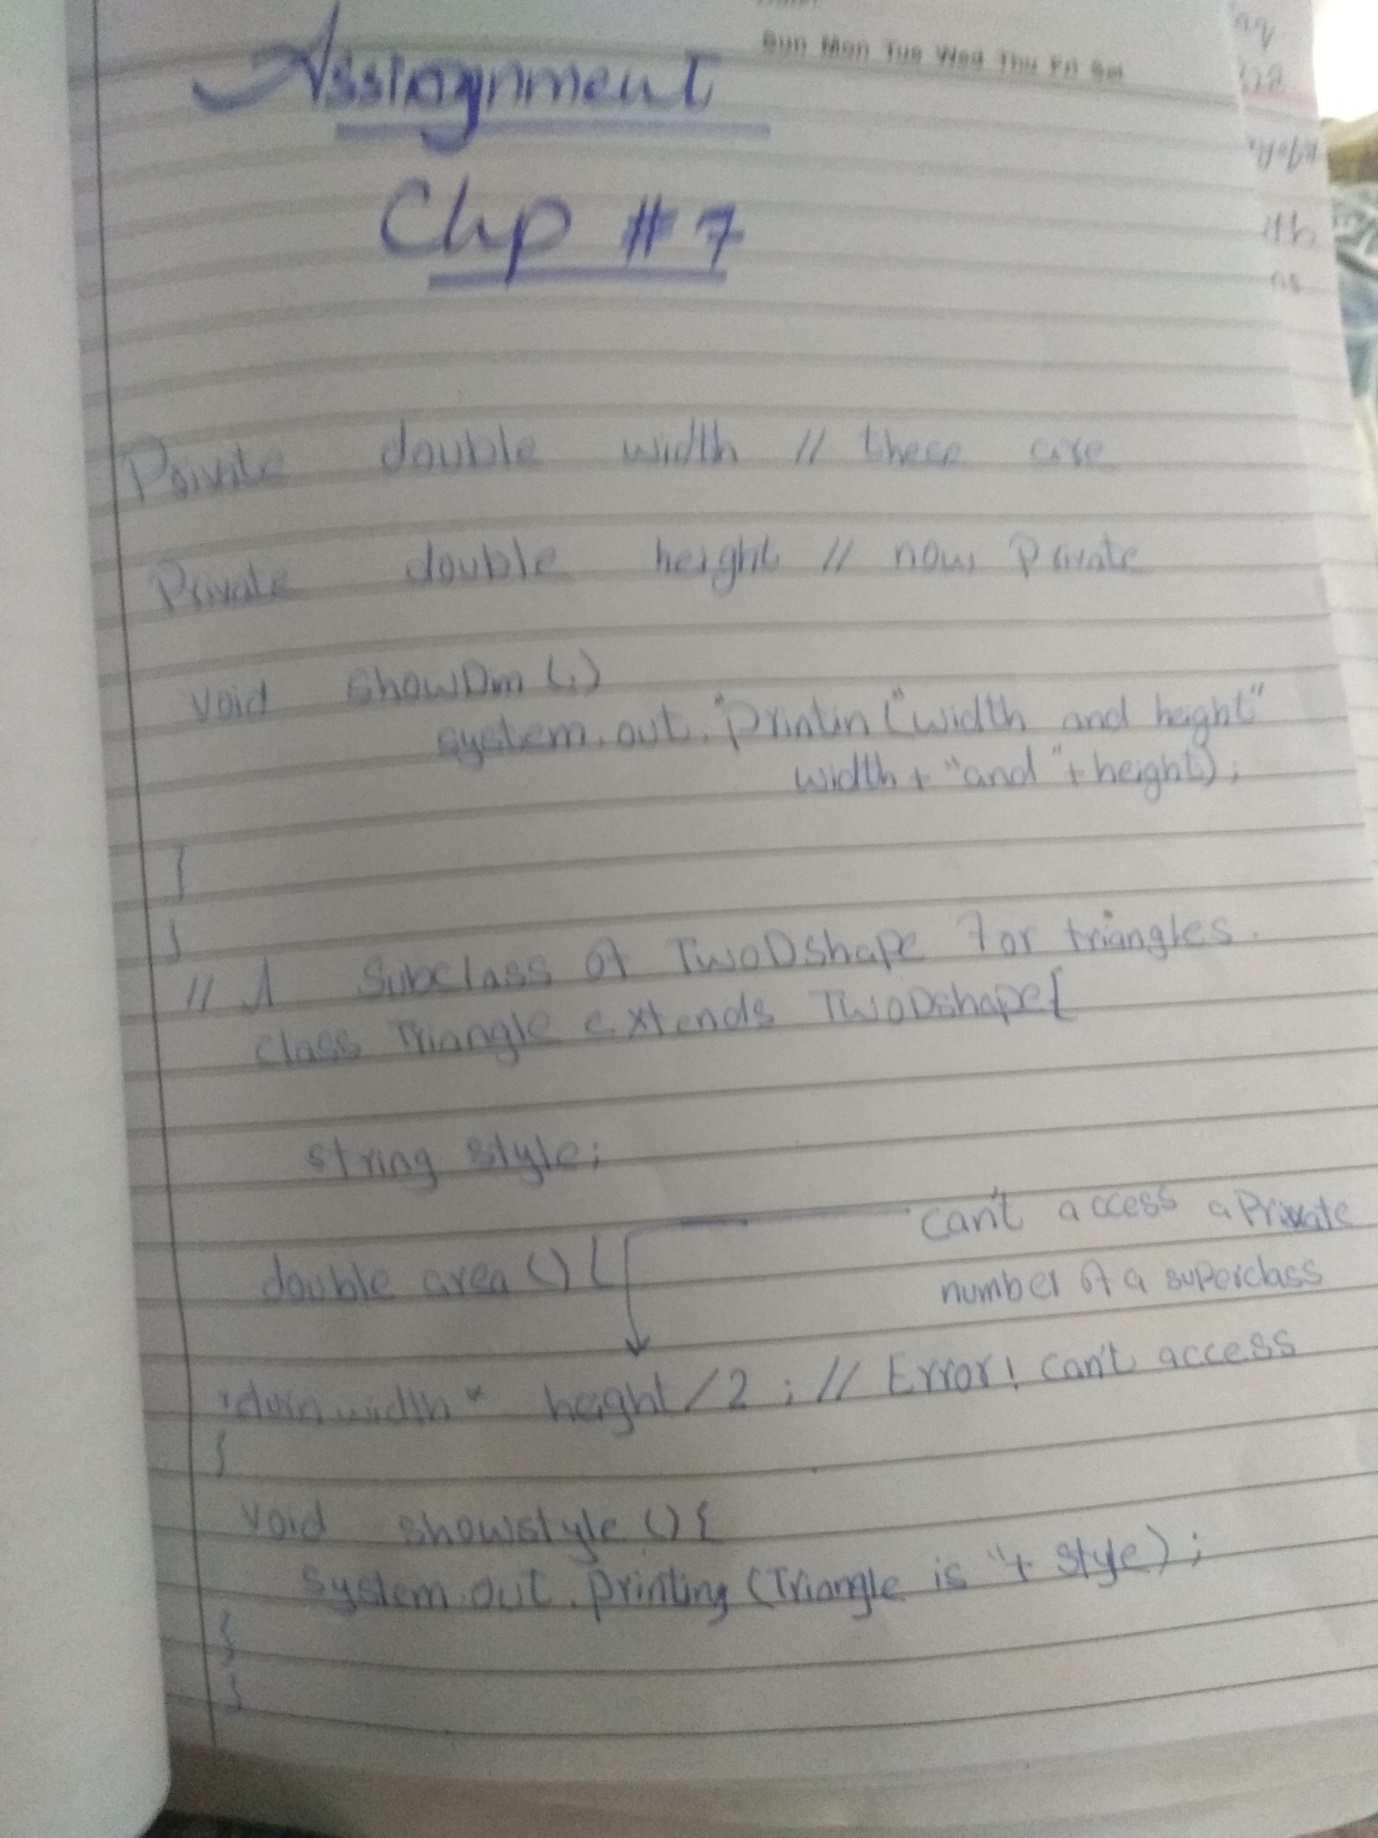 Sun Mon Tue Wed Thu Fri Sat
Assignment
Chp # 7
Private double width // these are
Private double height // now Private
void showDm (,)
system.out."println ("width and height"
width + "and" + height);
}
}
// A Subclass of TwoDshape for triangles.
class Triangle extends TwoDshape{
string style;
can't access a Private
double area () {
number of a superclass
return width * height / 2 ; // Error! can't access
}
void showstyle () {
system.out.printing (Triangle is "+ style);
}
}